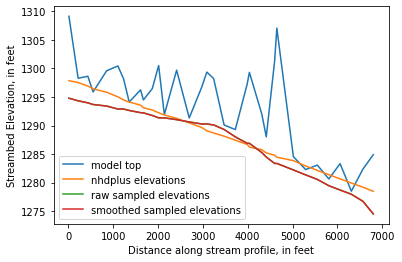 1310
1305
1300
1295
1290
1285
1280
1275
Streambed Elevation, in feet
model top
nhdplus elevations
raw sampled elevations
smoothed sampled elevations
0 1000 2000 3000 4000 5000 6000 7000
Distance along stream profile, in feet